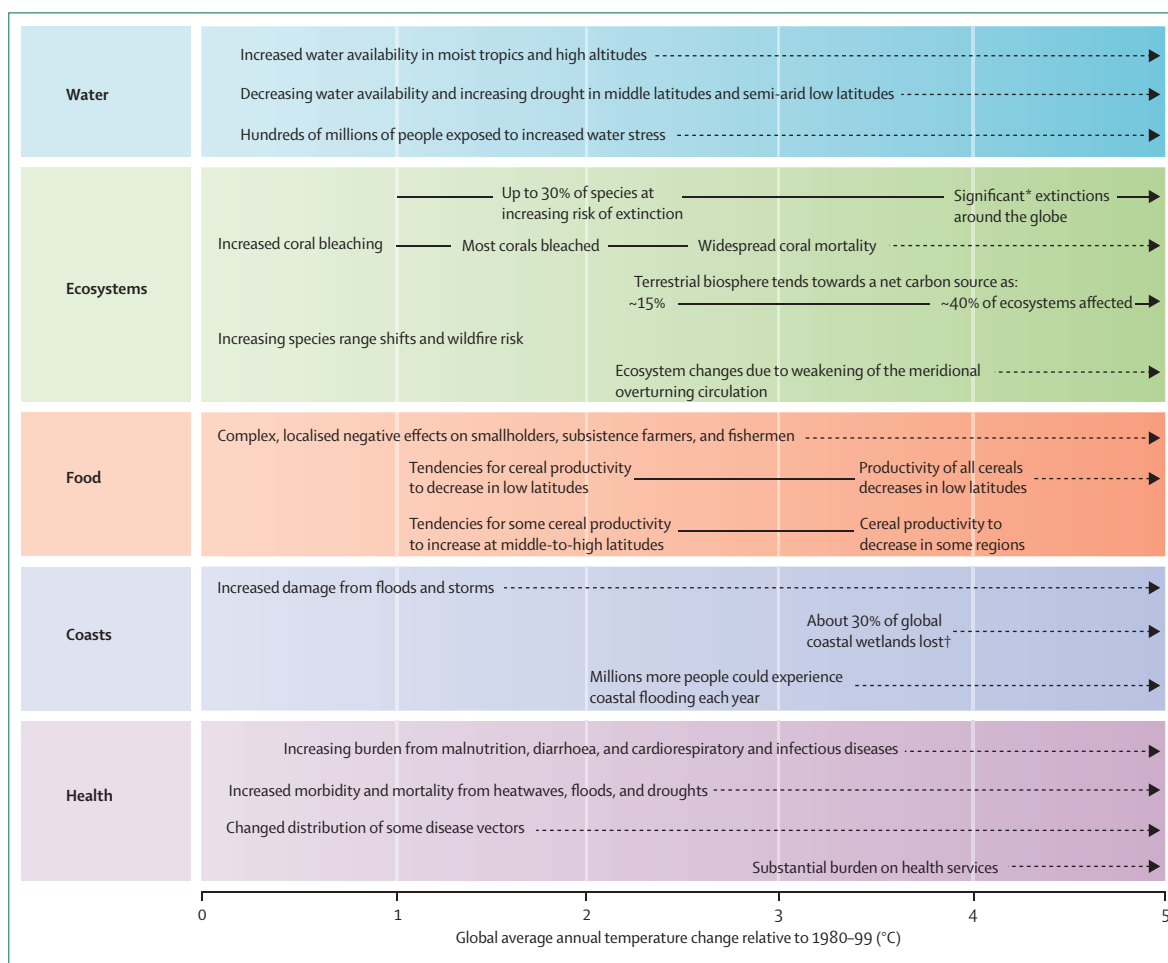 Water
Increased water availability in moist tropics and high altitudes
Decreasing water availability and increasing drought in middle latitudes and semi-arid low latitudes
Hundreds of millions of people exposed to increased water stress
Ecosystems
Up to 30% of species at
increasing risk of extinction
Significant* extinctions
around the globe
Increased coral bleaching
Most corals bleached
Widespread coral mortality
Terrestrial biosphere tends towards a net carbon source as:
~15%
~40% of ecosystems affected
Increasing species range shifts and wildfire risk
Ecosystem changes due to weakening of the meridional
overturning circulation
Food
Complex, localised negative effects on smallholders, subsistence farmers, and fishermen
Tendencies for cereal productivity
to decrease in low latitudes
Productivity of all cereals
decreases in low latitudes
Tendencies for some cereal productivity
to increase at middle-to-high latitudes
Cereal productivity to
decrease in some regions
Coasts
Increased damage from floods and storms
About 30% of global
coastal wetlands lost†
Millions more people could experience
coastal flooding each year
Health
Increasing burden from malnutrition, diarrhoea, and cardiorespiratory and infectious diseases
Increased morbidity and mortality from heatwaves, floods, and droughts
Changed distribution of some disease vectors
Substantial burden on health services
0 1 2 3 4 5
Global average annual temperature change relative to 1980–99 (°C)